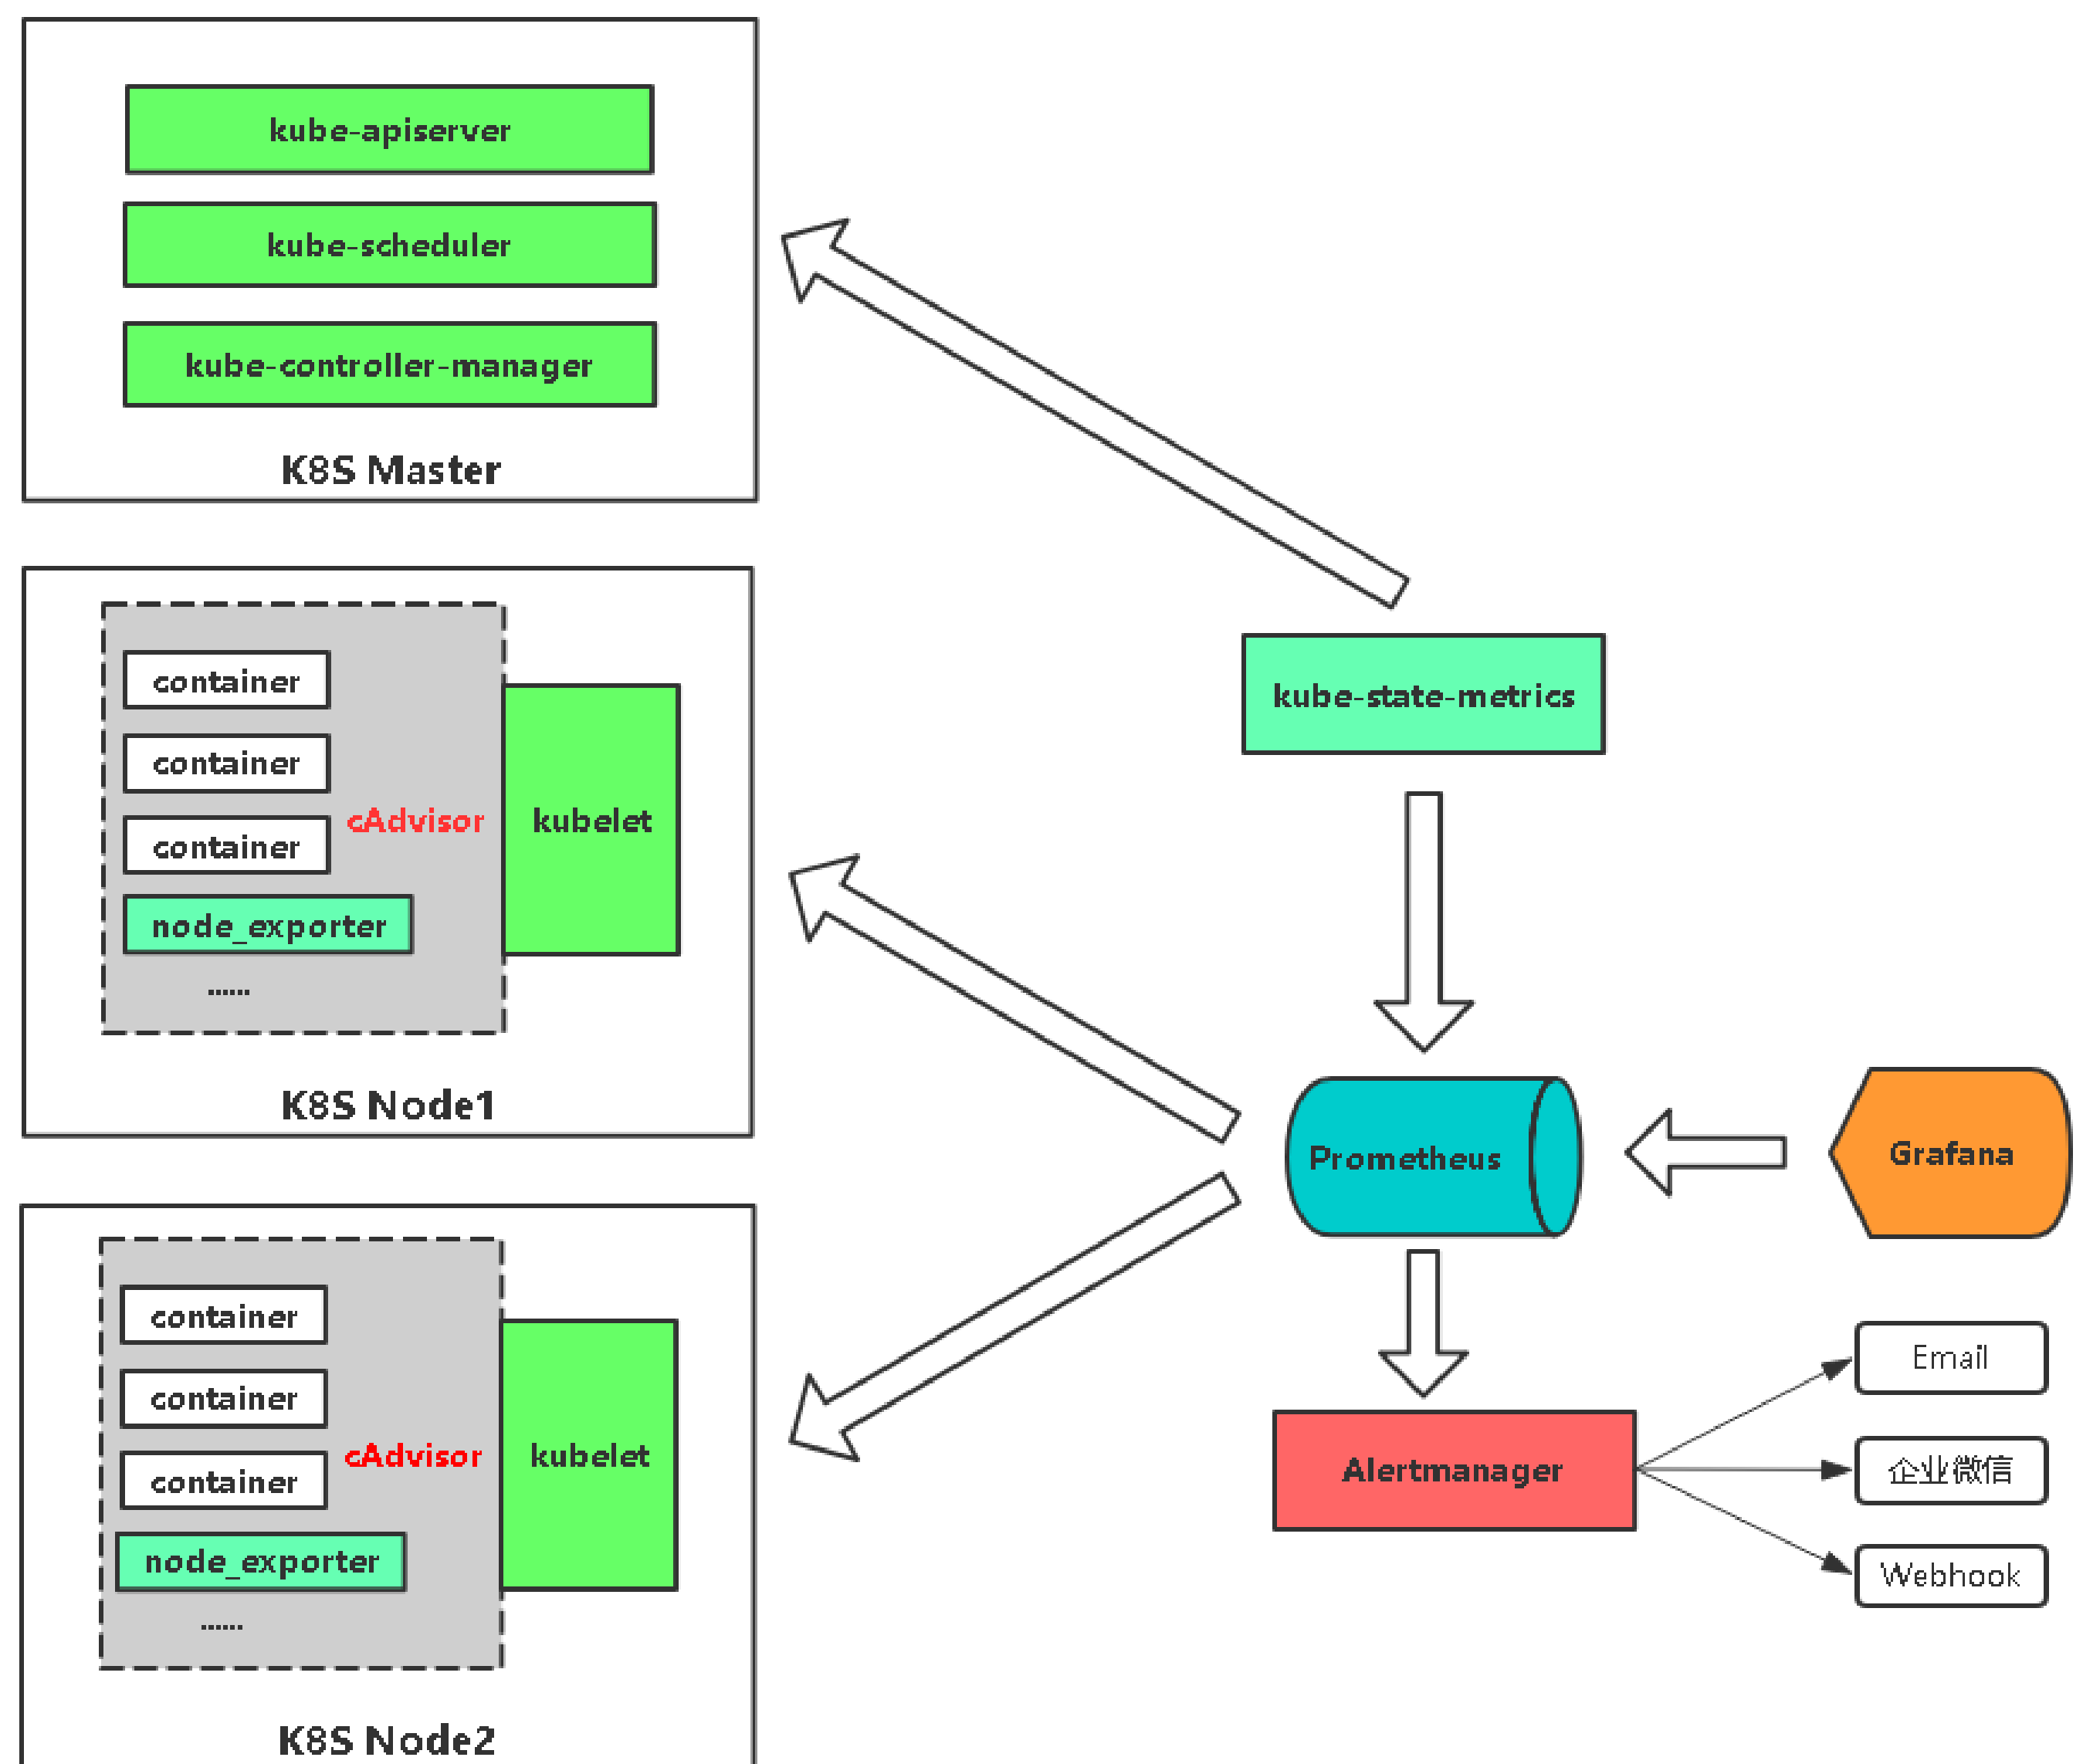 kube-apiserver
kube-scheduler
kube-controller-manager
K8S Master
container
container
container
cAdvisor
kubelet
node_exporter
......
K8S Node1
container
container
container
cAdvisor
kubelet
node_exporter
......
K8S Node2
kube-state-metrics
Prometheus
Grafana
Alertmanager
Email
企业微信
Webhook